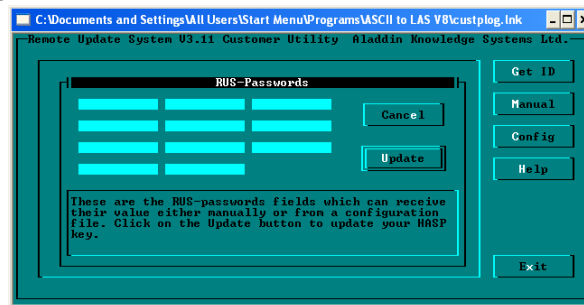 C:\Documents and Settings\All Users\Start Menu\Programs\ASCII to LAS V8\custplog.lnk
Remote Update System V3.11 Customer Utility Aladdin Knowledge Systems Ltd.
RUS-Passwords
Get ID
Manual
Cancel
Config
Update
Help
These are the RUS-passwords fields which can receive
their value either manually or from a configuration
file. Click on the Update button to update your HASP
key.
Exit